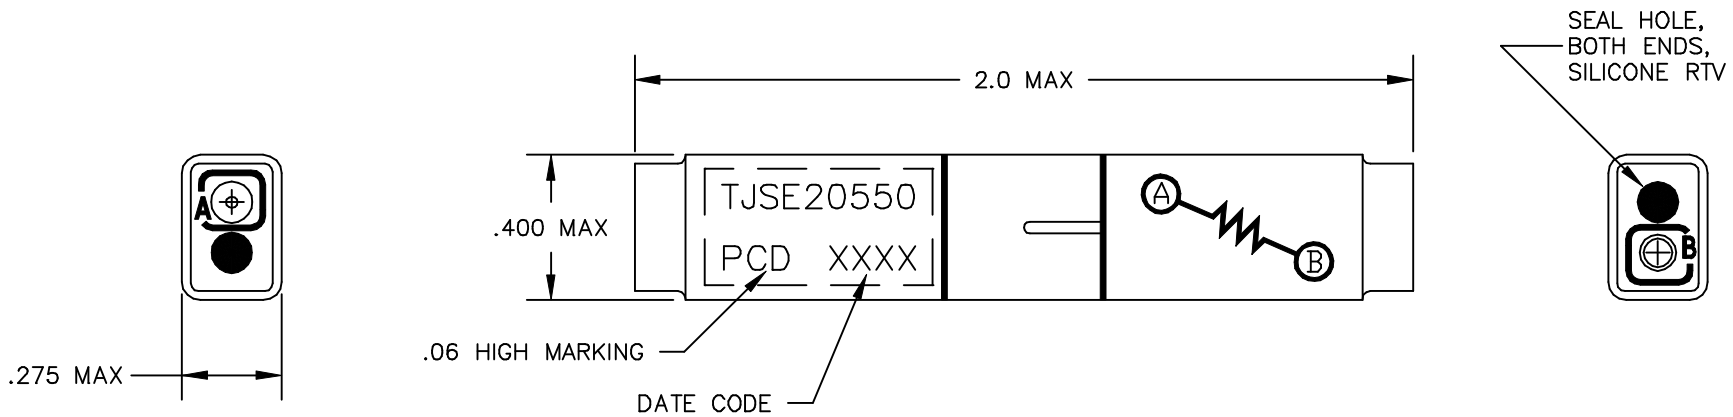 SEAL HOLE,
BOTH ENDS,
SILICONE RTV
2.0 MAX
A
TJSE20550
A
.400 MAX
B
PCD XXXX
B
.06 HIGH MARKING
.275 MAX
DATE CODE